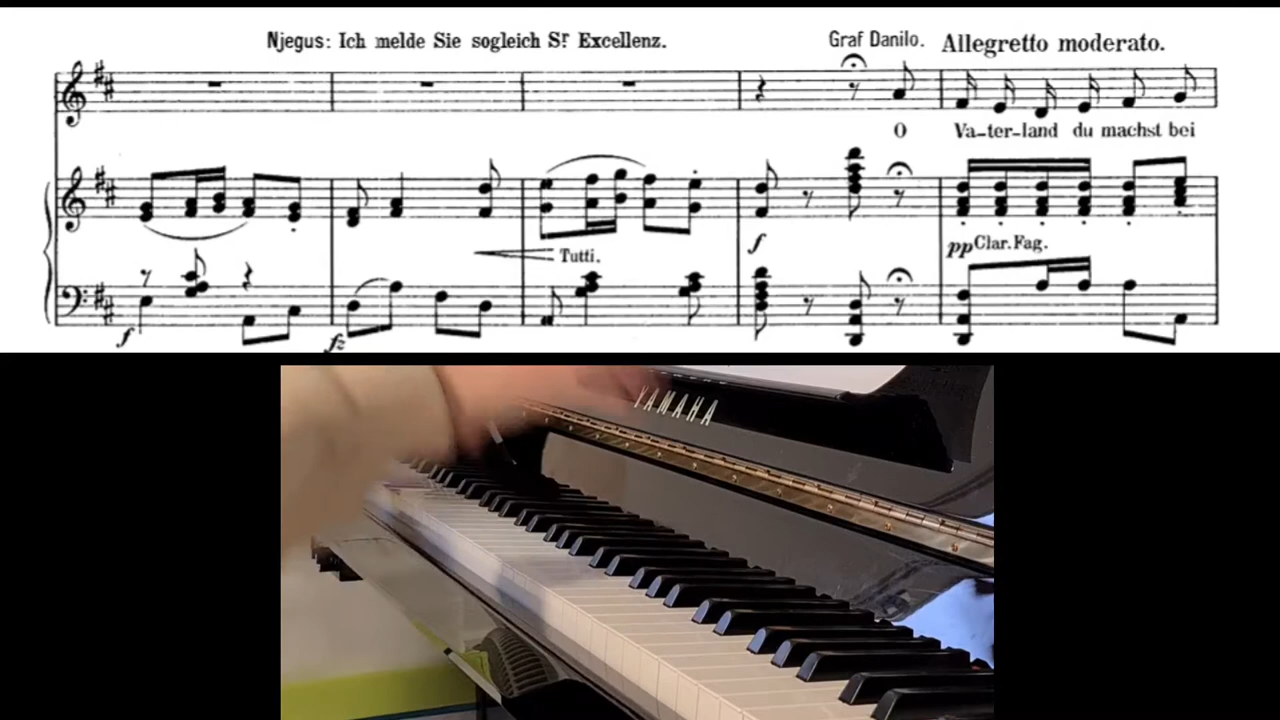 Njegus: Ich melde Sie sogleich Sr Excellenz.
Graf Danilo. Allegretto moderato.
O Va-ter-land du machst bei
f Tutti.
pp Clar. Fag.
f fz
YAMAHA